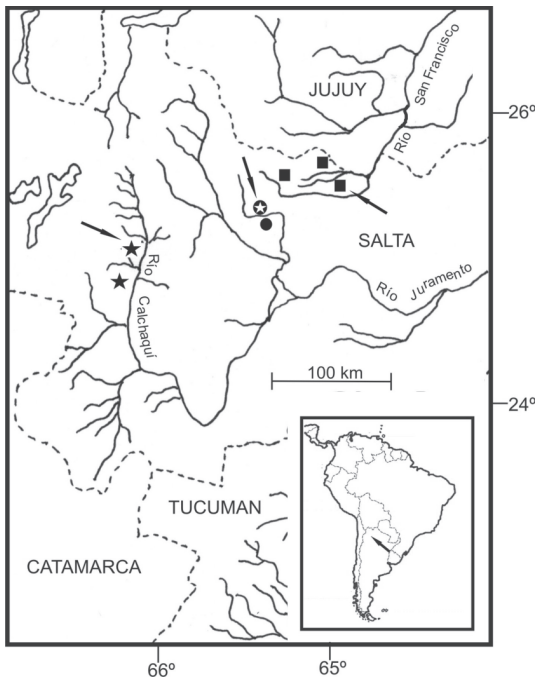 JUJUY
San Francisco
Río
26º
SALTA
Río
Calchaquí
Río Juramento
100 km
24º
TUCUMAN
CATAMARCA
66º
65º